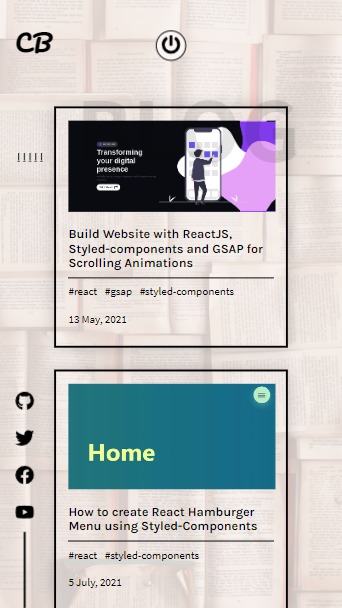 CB
BLOG
Transforming
your digital
presence
Build Website with ReactJS,
Styled-components and GSAP for
Scrolling Animations
#react #gsap #styled-components
13 May, 2021
Home
How to create React Hamburger
Menu using Styled-Components
#react #styled-components
5 July, 2021